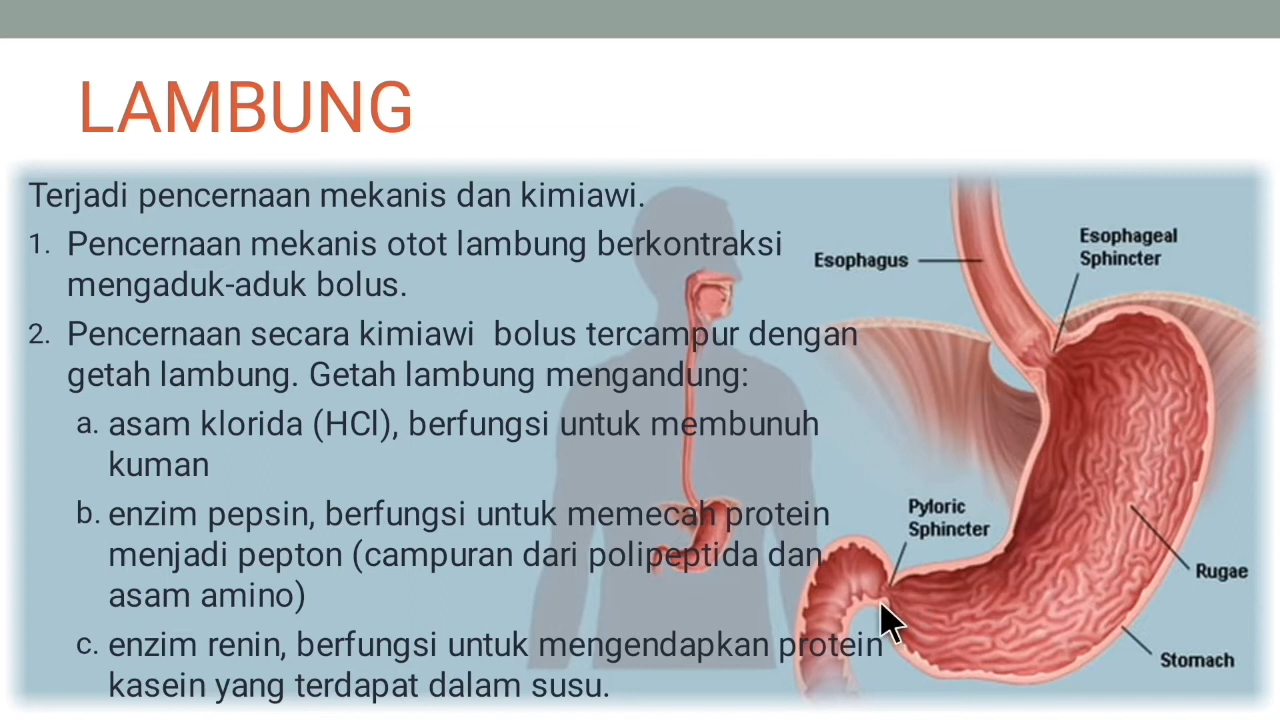 LAMBUNG
Terjadi pencernaan mekanis dan kimiawi.
1. Pencernaan mekanis otot lambung berkontraksi
mengaduk-aduk bolus.
2. Pencernaan secara kimiawi  bolus tercampur dengan
getah lambung. Getah lambung mengandung:
a. asam klorida (HCl), berfungsi untuk membunuh
kuman
b. enzim pepsin, berfungsi untuk memecah protein
menjadi pepton (campuran dari polipeptida dan
asam amino)
c. enzim renin, berfungsi untuk mengendapkan protein
kasein yang terdapat dalam susu.
Esophagus
Esophageal
Sphincter
Pyloric
Sphincter
Rugae
Stomach